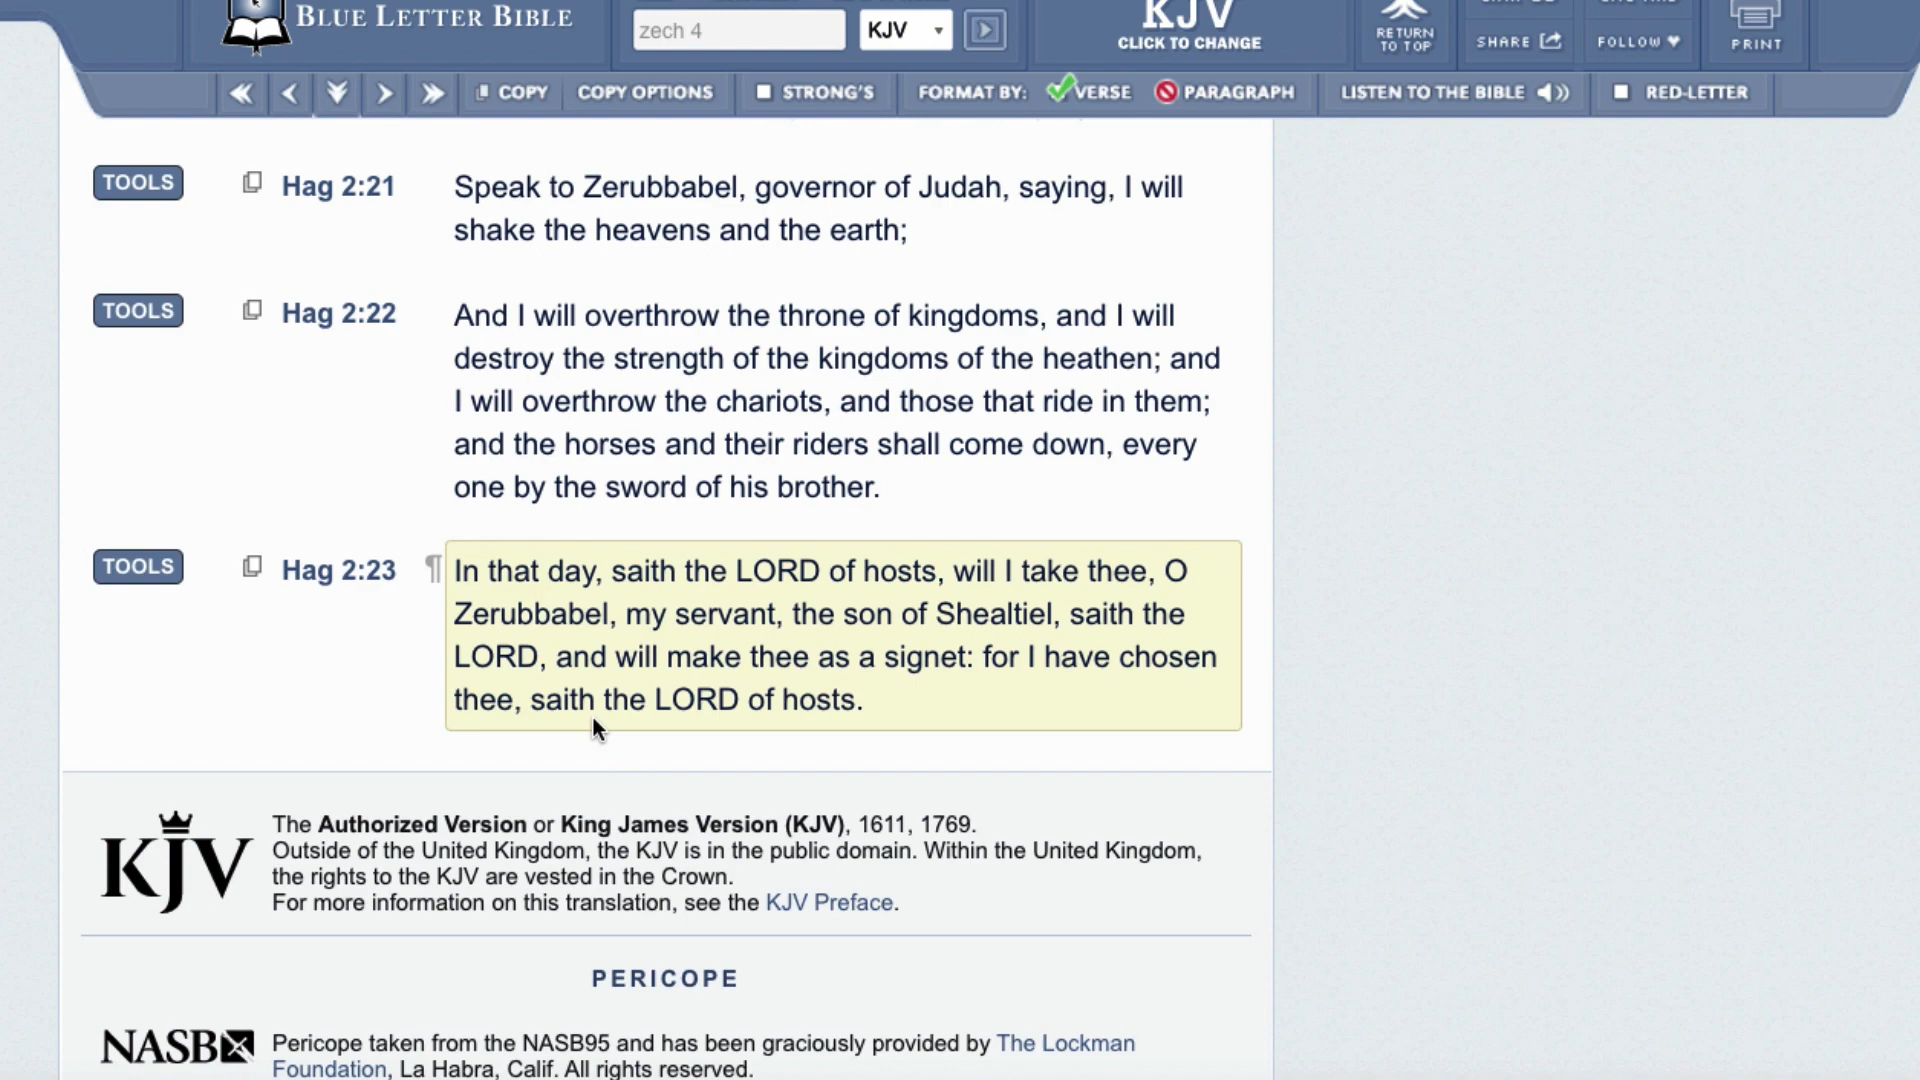 BLUE LETTER BIBLE
zech 4
KJV
KJV
CLICK TO CHANGE
RETURN
TO TOP
SHARE
FOLLOW
PRINT
COPY
COPY OPTIONS
STRONG'S
FORMAT BY:
VERSE
PARAGRAPH
LISTEN TO THE BIBLE
RED-LETTER
TOOLS
Hag 2:21
Speak to Zerubbabel, governor of Judah, saying, I will
shake the heavens and the earth;
TOOLS
Hag 2:22
And I will overthrow the throne of kingdoms, and I will
destroy the strength of the kingdoms of the heathen; and
I will overthrow the chariots, and those that ride in them;
and the horses and their riders shall come down, every
one by the sword of his brother.
TOOLS
Hag 2:23
¶
In that day, saith the LORD of hosts, will I take thee, O
Zerubbabel, my servant, the son of Shealtiel, saith the
LORD, and will make thee as a signet: for I have chosen
thee, saith the LORD of hosts.
KJV
The Authorized Version or King James Version (KJV), 1611, 1769.
Outside of the United Kingdom, the KJV is in the public domain. Within the United Kingdom,
the rights to the KJV are vested in the Crown.
For more information on this translation, see the KJV Preface.
PERICOPE
NASB
Pericope taken from the NASB95 and has been graciously provided by The Lockman
Foundation, La Habra, Calif. All rights reserved.